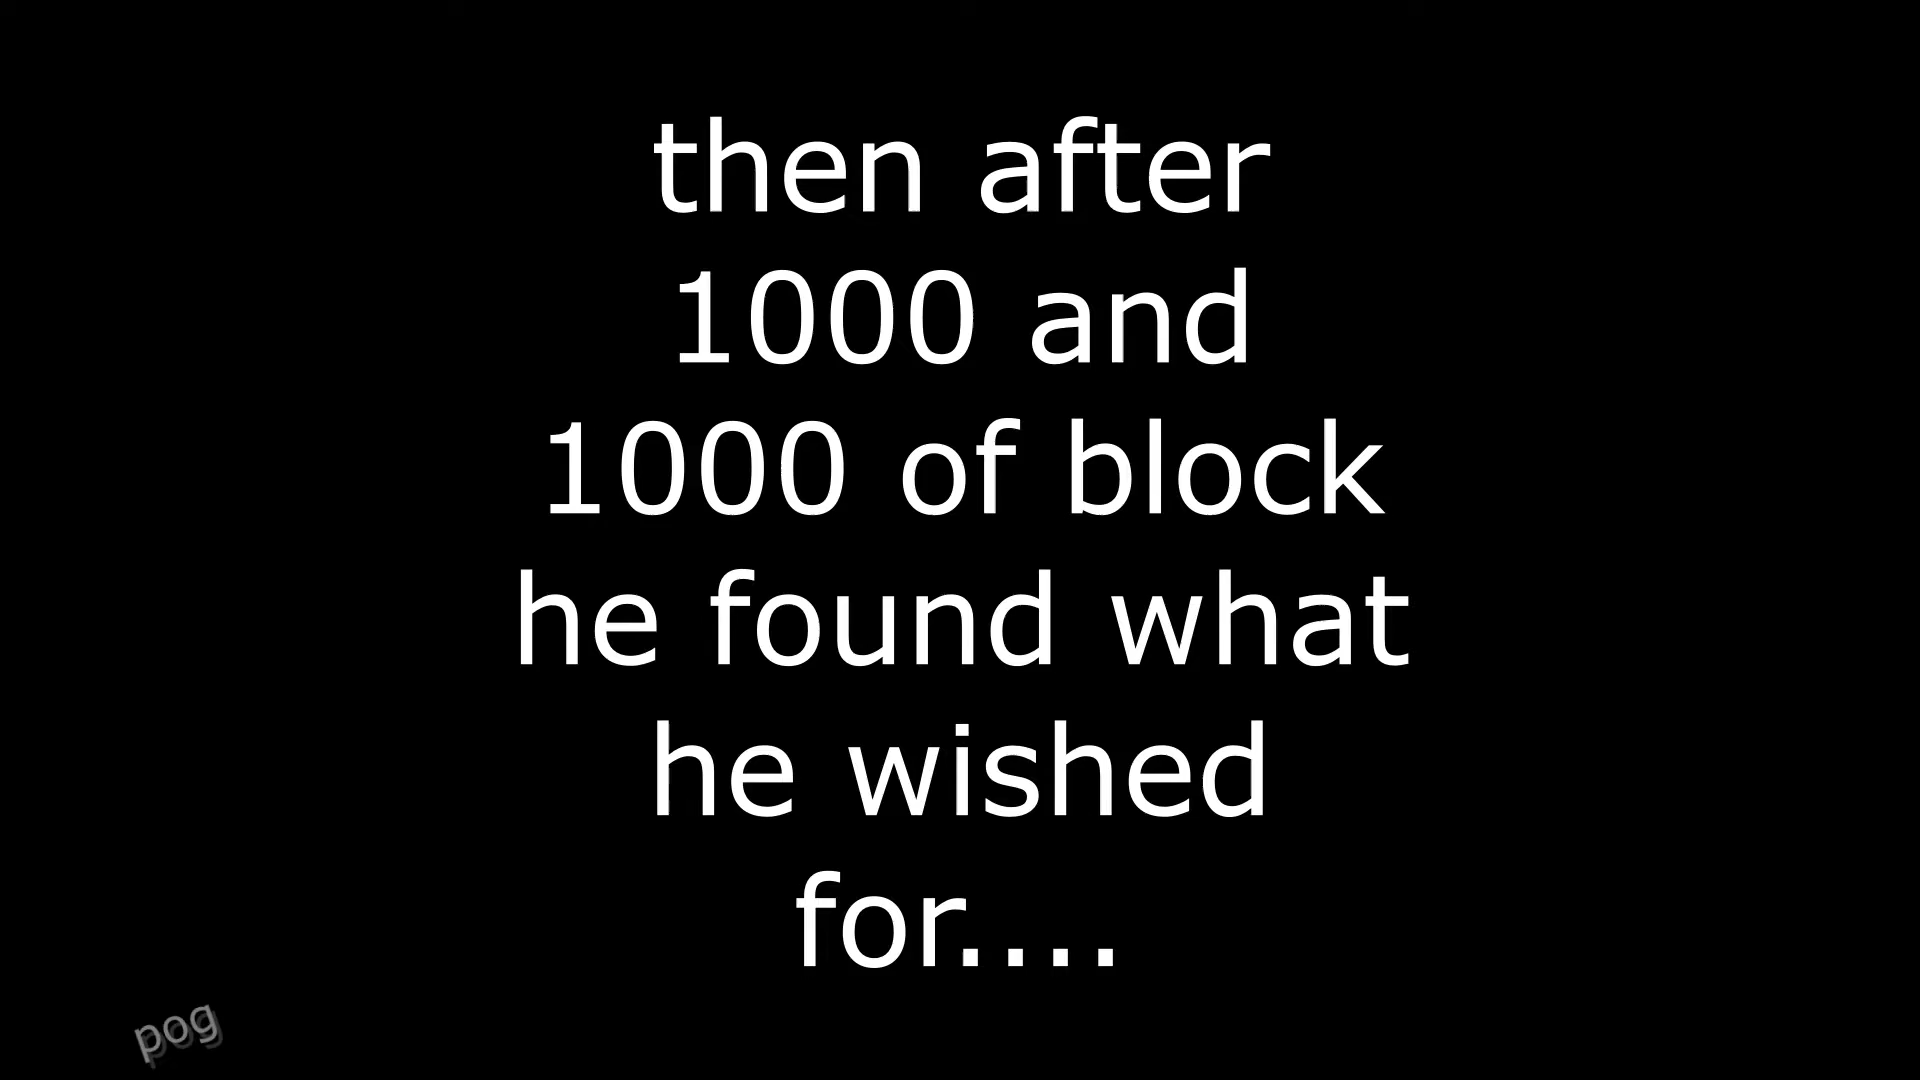 then after
1000 and
1000 of block
he found what
he wished
for....
pog